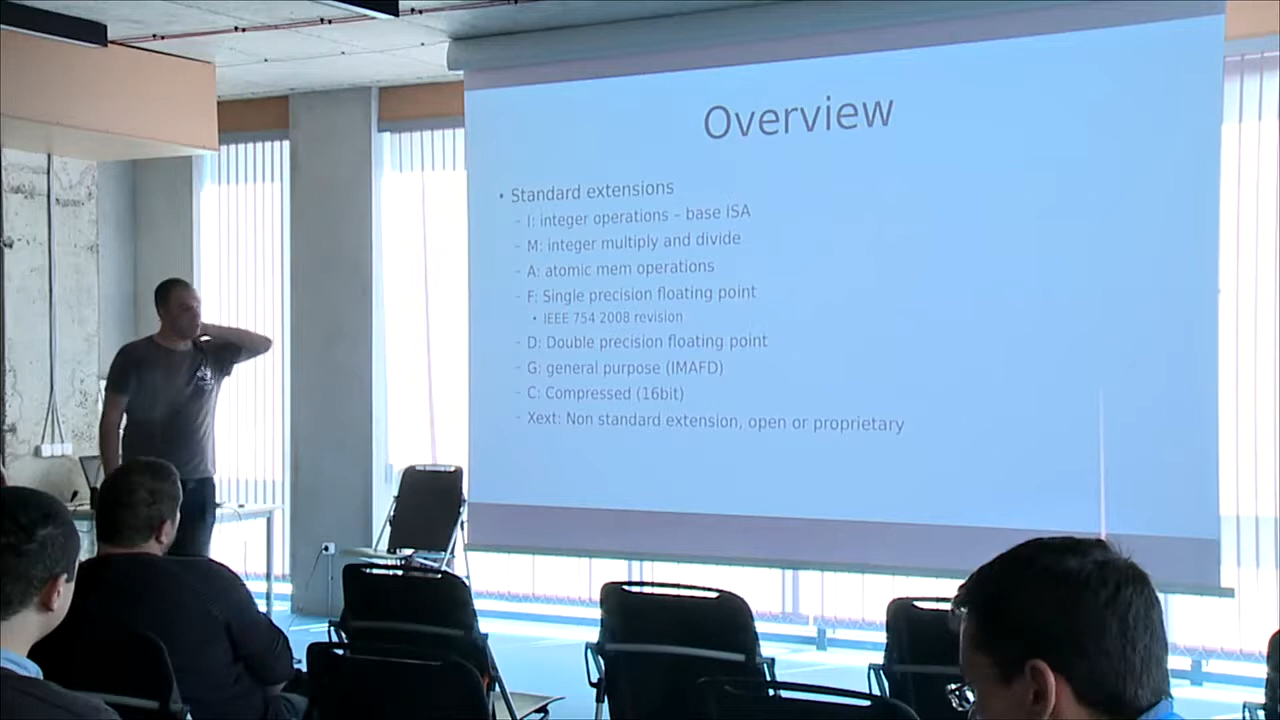 Overview
• Standard extensions
– I: integer operations – base ISA
– M: integer multiply and divide
– A: atomic mem operations
– F: Single precision floating point
• IEEE 754 2008 revision
– D: Double precision floating point
– G: general purpose (IMAFD)
– C: Compressed (16bit)
– Xext: Non standard extension, open or proprietary